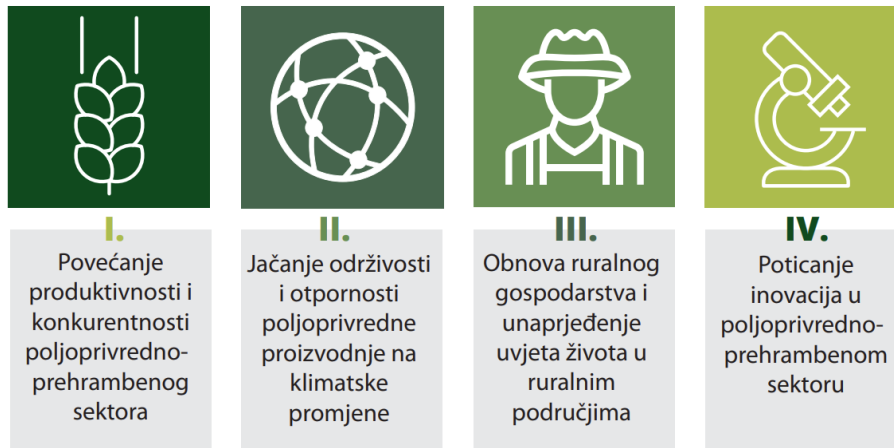 I.
Povećanje
produktivnosti i
konkurentnosti
poljoprivredno-
prehrambenog
sektora
II.
Jačanje održivosti
i otpornosti
poljoprivredne
proizvodnje na
klimatske
promjene
III.
Obnova ruralnog
gospodarstva i
unaprjeđenje
uvjeta života u
ruralnim
područjima
IV.
Poticanje
inovacija u
poljoprivredno-
prehrambenom
sektoru